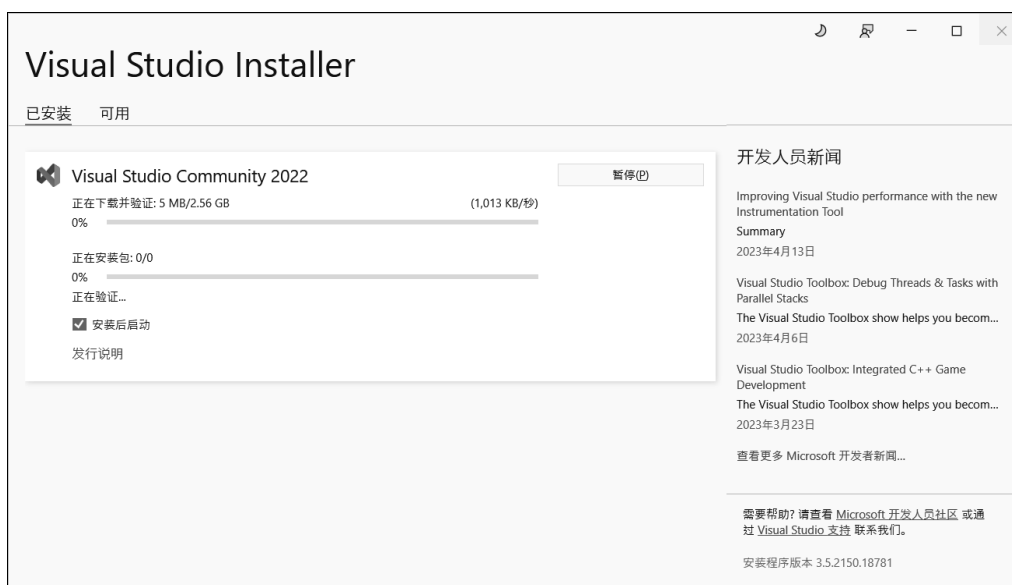 Visual Studio Installer
已安装 可用
Visual Studio Community 2022
暂停(P)
正在下载并验证: 5 MB/2.56 GB (1,013 KB/秒)
0%
正在安装包: 0/0
0%
正在验证...
安装后启动
发行说明
开发人员新闻
Improving Visual Studio performance with the new
Instrumentation Tool
Summary
2023年4月13日
Visual Studio Toolbox: Debug Threads & Tasks with
Parallel Stacks
The Visual Studio Toolbox show helps you becom...
2023年4月6日
Visual Studio Toolbox: Integrated C++ Game
Development
The Visual Studio Toolbox show helps you becom...
2023年3月23日
查看更多 Microsoft 开发者新闻...
需要帮助? 请查看 Microsoft 开发人员社区 或通
过 Visual Studio 支持 联系我们。
安装程序版本 3.5.2150.18781